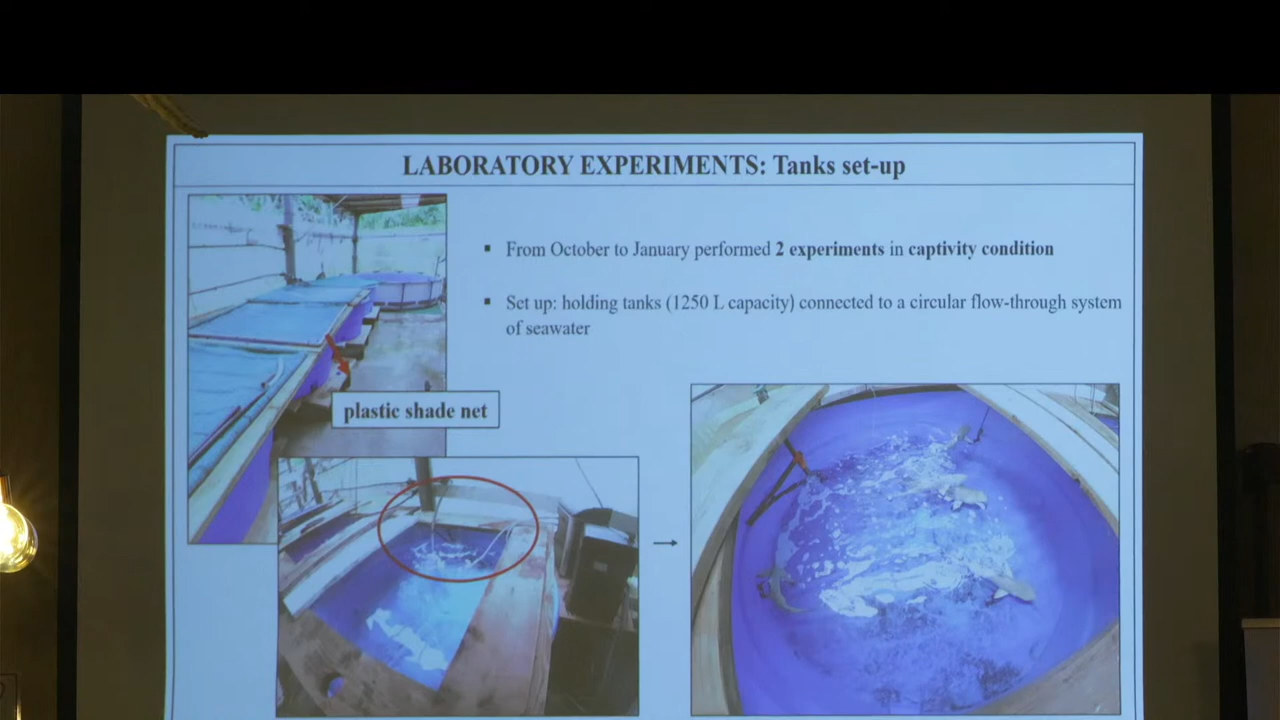 LABORATORY EXPERIMENTS: Tanks set-up
▪ From October to January performed 2 experiments in captivity condition
▪ Set up: holding tanks (1250 L capacity) connected to a circular flow-through system
of seawater
plastic shade net